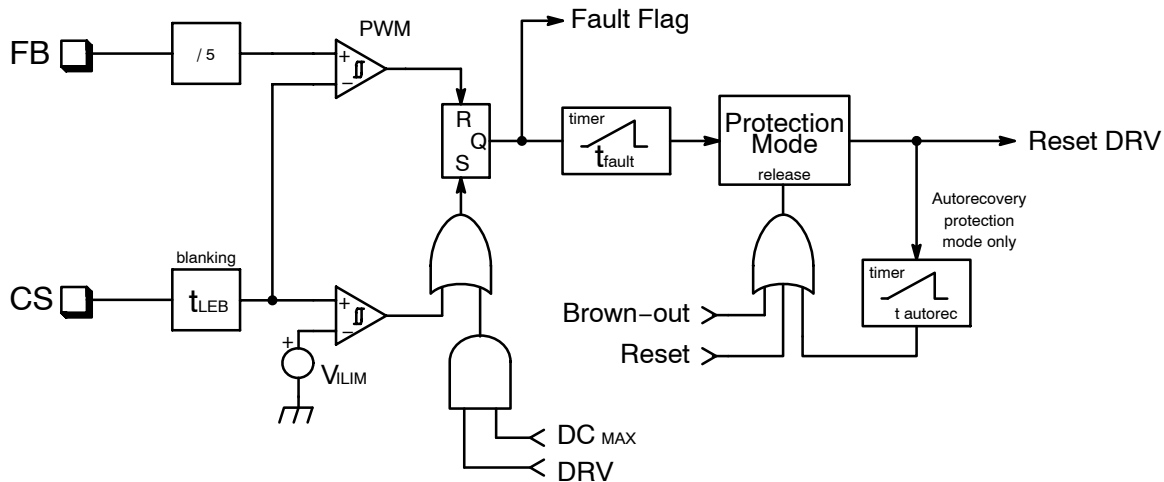 Fault Flag
PWM
FB
/ 5
+
−
R
Q
S
timer
tfault
Protection
Mode
release
Reset DRV
Autorecovery
protection
mode only
blanking
CS
tLEB
+
−
+
VILIM
timer
t autorec
Brown−out
Reset
DC MAX
DRV